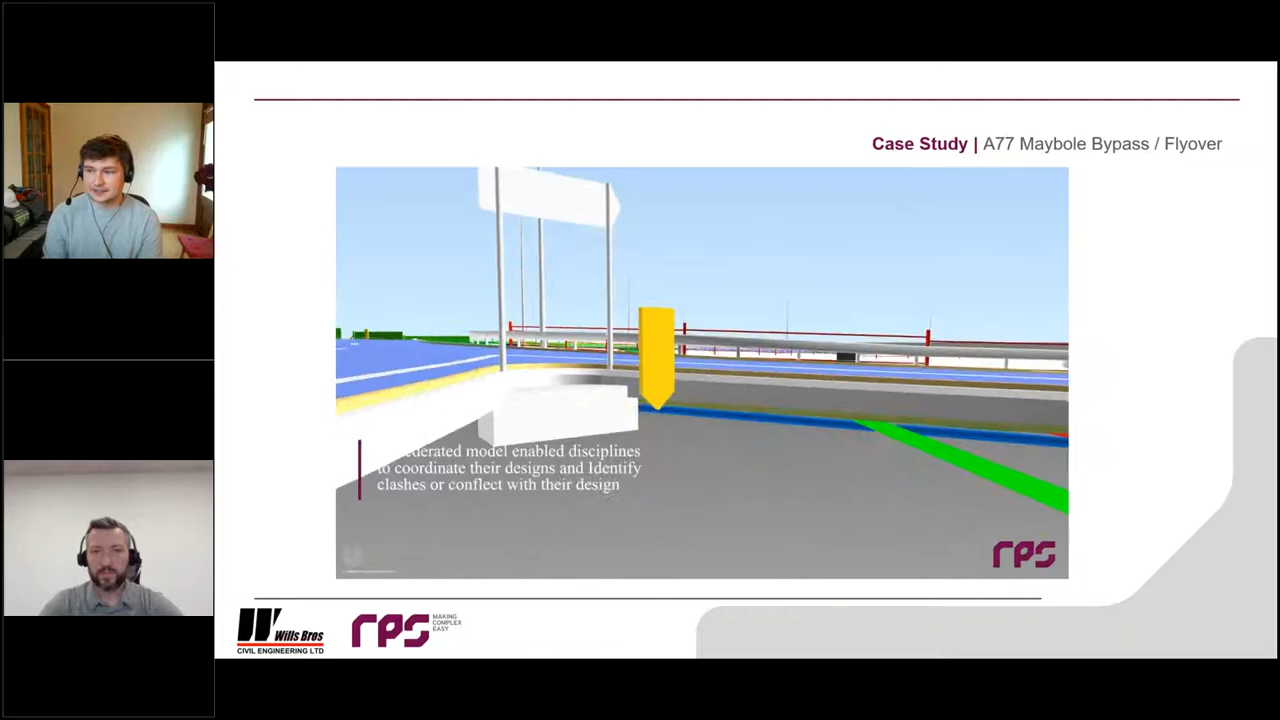 Case Study | A77 Maybole Bypass / Flyover
federated model enabled disciplines
to coordinate their designs and Identify
clashes or conflect with their design
rps
W Wills Bros
CIVIL ENGINEERING LTD
rps
MAKING
COMPLEX
EASY